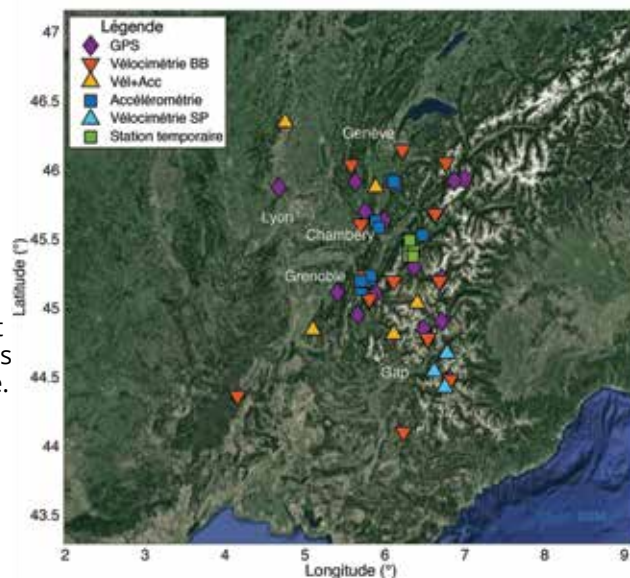 Légende
GPS
Vélocimétrie BB
Vél+Acc
Accélérométrie
Vélocimétrie SP
Station temporaire
47
46.5
46
45.5
45
44.5
44
43.5
Latitude (°)
Genève
Lyon
Chambéry
Grenoble
Gap
t
s
e.
2
3
4
5
6
7
8
9
Longitude (°)